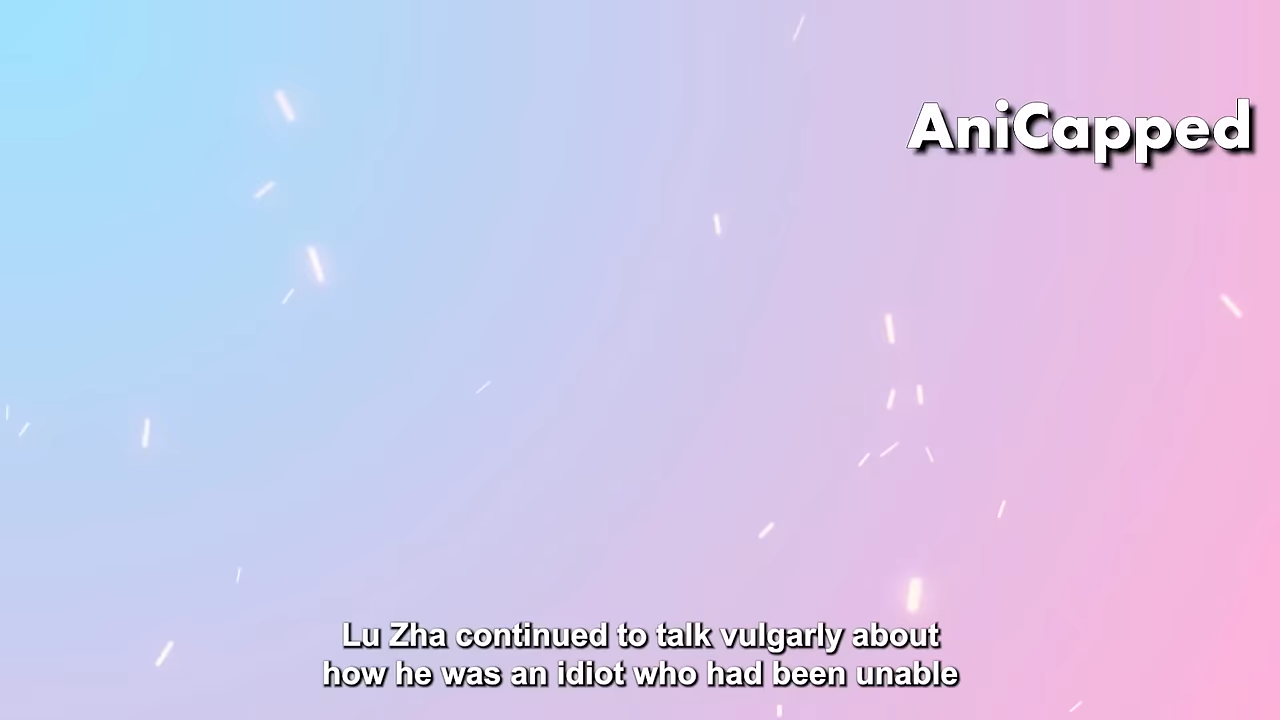 AniCapped
Lu Zha continued to talk vulgarly about
how he was an idiot who had been unable